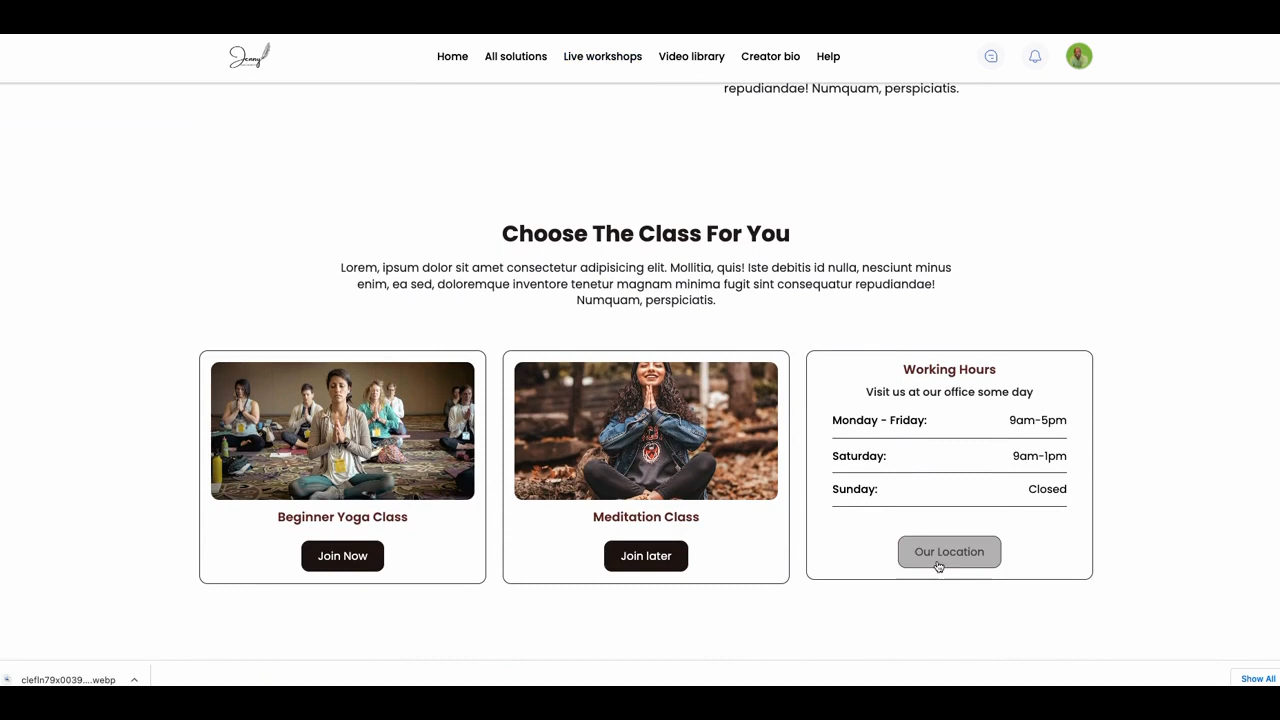 Jenny
Home
All solutions
Live workshops
Video library
Creator bio
Help
repudiandae! Numquam, perspiciatis.
Choose The Class For You
Lorem, ipsum dolor sit amet consectetur adipisicing elit. Mollitia, quis! Iste debitis id nulla, nesciunt minus
enim, ea sed, doloremque inventore tenetur magnam minima fugit sint consequatur repudiandae!
Numquam, perspiciatis.
Beginner Yoga Class
Join Now
Meditation Class
Join later
Working Hours
Visit us at our office some day
Monday - Friday: 9am-5pm
Saturday: 9am-1pm
Sunday: Closed
Our Location
clefln79x0039....webp
Show All